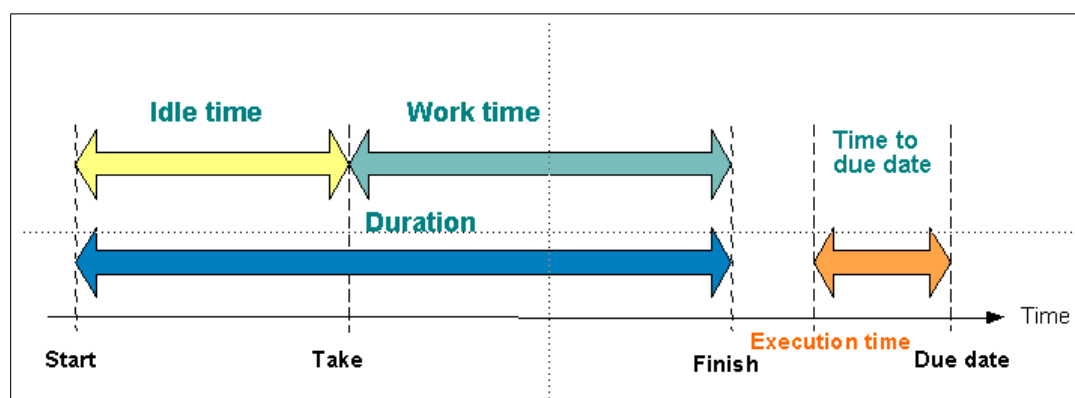 Idle time
Work time
Time to
due date
Duration
Time
Start
Take
Finish
Execution time
Due date